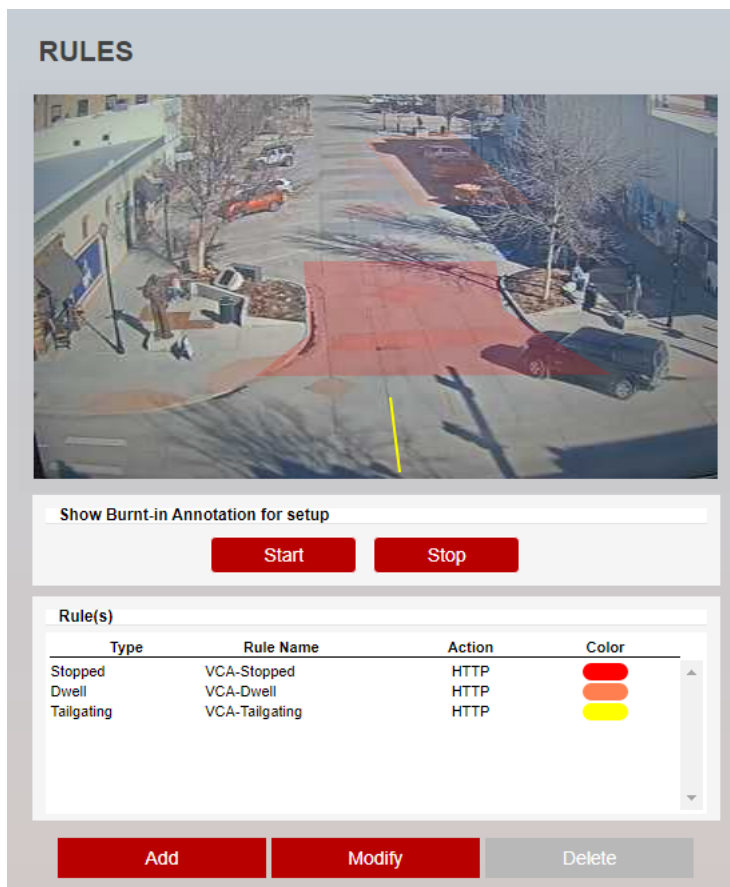 RULES
Show Burnt-in Annotation for setup
Start Stop
Rule(s)
Type Rule Name Action Color
Stopped VCA-Stopped HTTP
Dwell VCA-Dwell HTTP
Tailgating VCA-Tailgating HTTP
Add Modify Delete